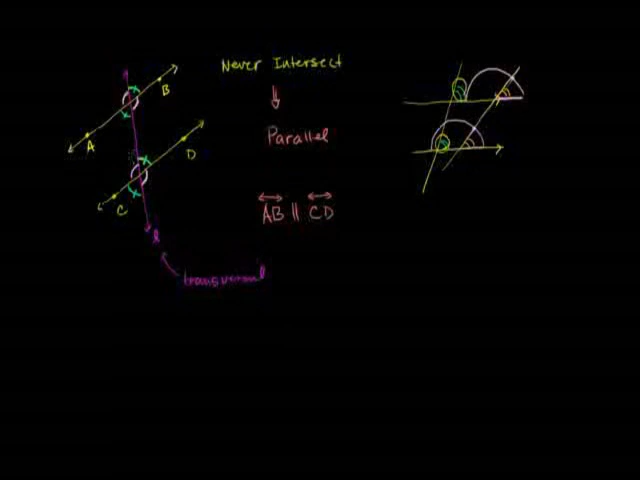 Never Intersect
Parallel
AB || CD
A
B
C
D
l
transversal